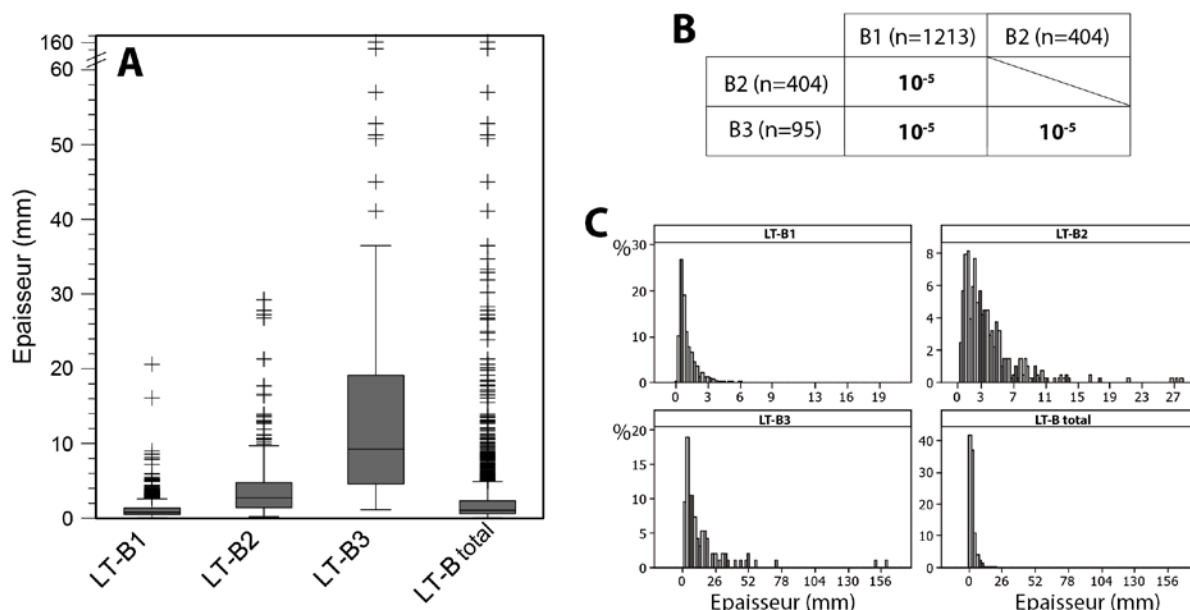 A
160
60
50
40
30
20
10
0
Epaisseur (mm)
LT-B1 LT-B2 LT-B3 LT-B total
B
B1 (n=1213) B2 (n=404)
B2 (n=404) 10-5
B3 (n=95) 10-5 10-5
C
LT-B1
%30
20
10
0
0 3 6 9 13 16 19
LT-B2
8
6
4
2
0
0 3 7 11 15 19 23 27
LT-B3
%
20
15
10
5
0
0 26 52 78 104 130 156
Epaisseur (mm)
LT-B total
40
30
20
10
0
0 26 52 78 104 130 156
Epaisseur (mm)